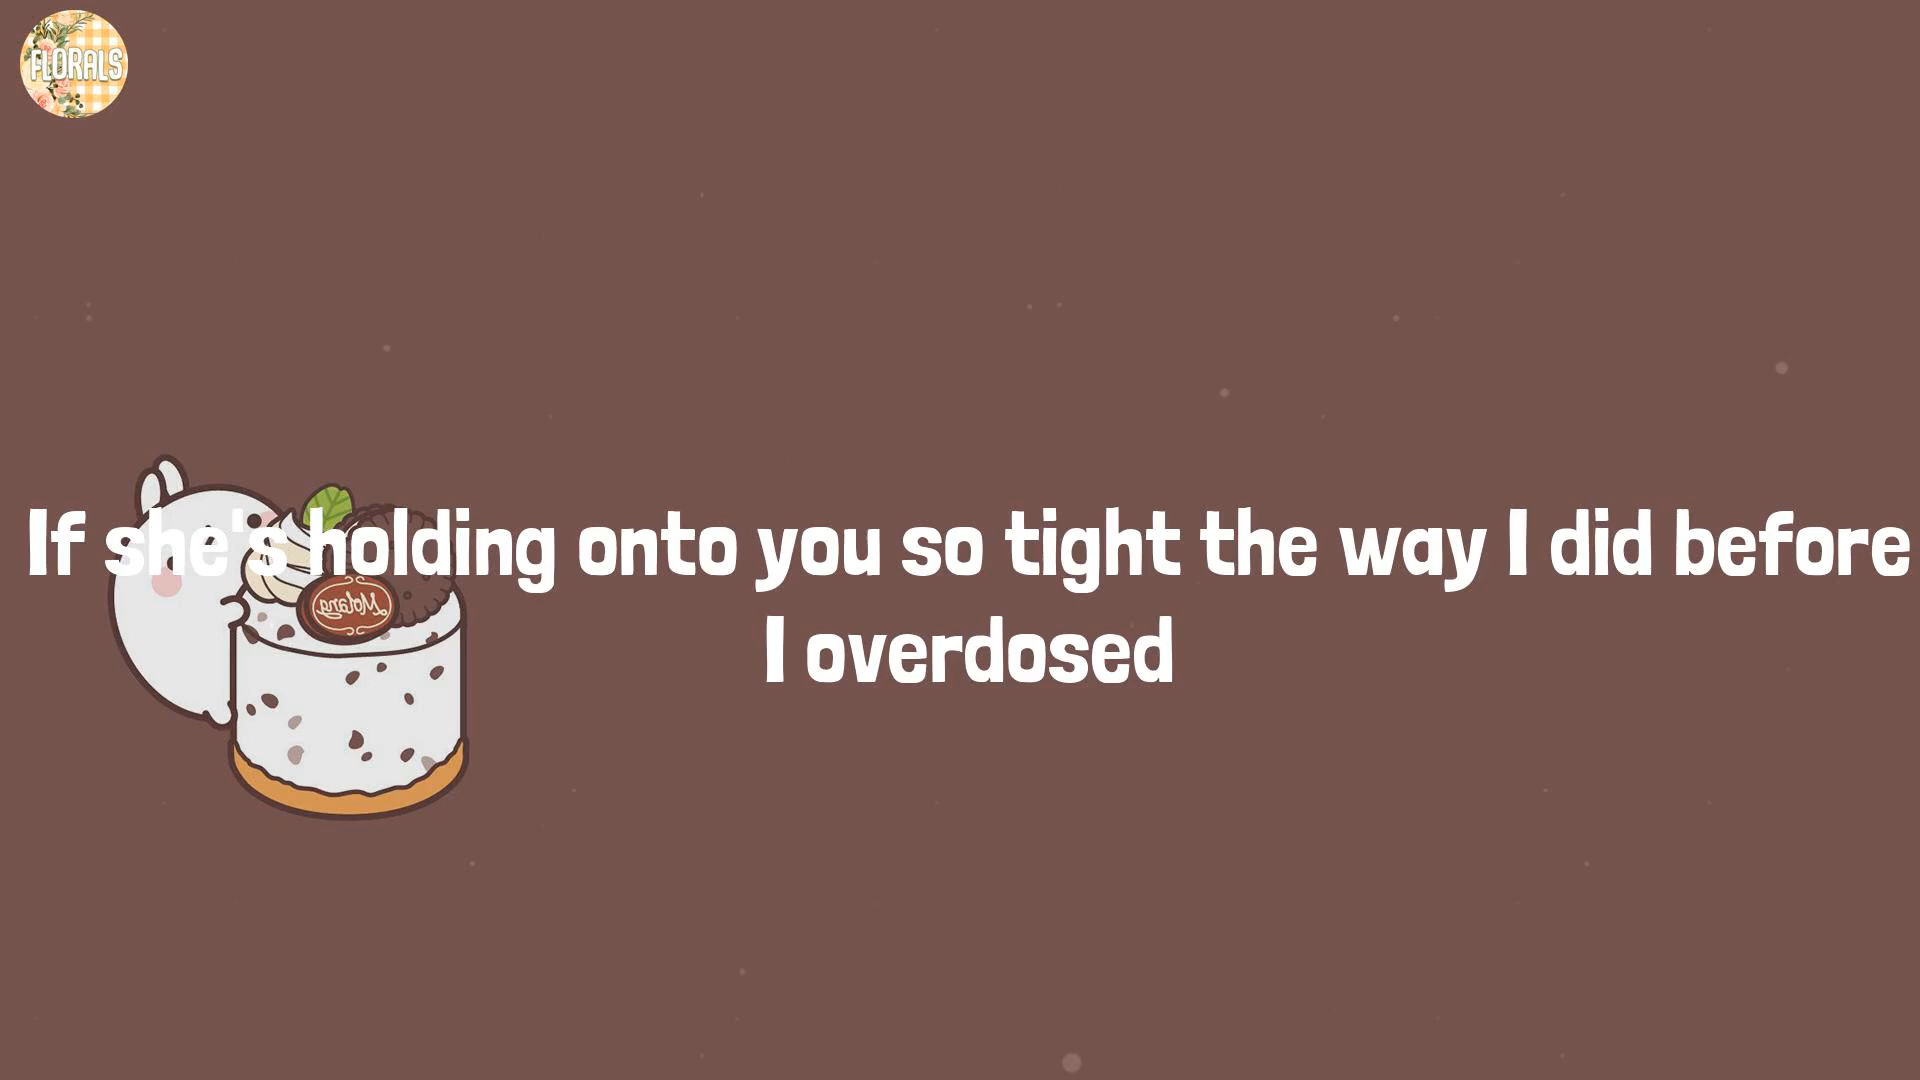 FLORALS
If she's holding onto you so tight the way I did before
I overdosed
Molang